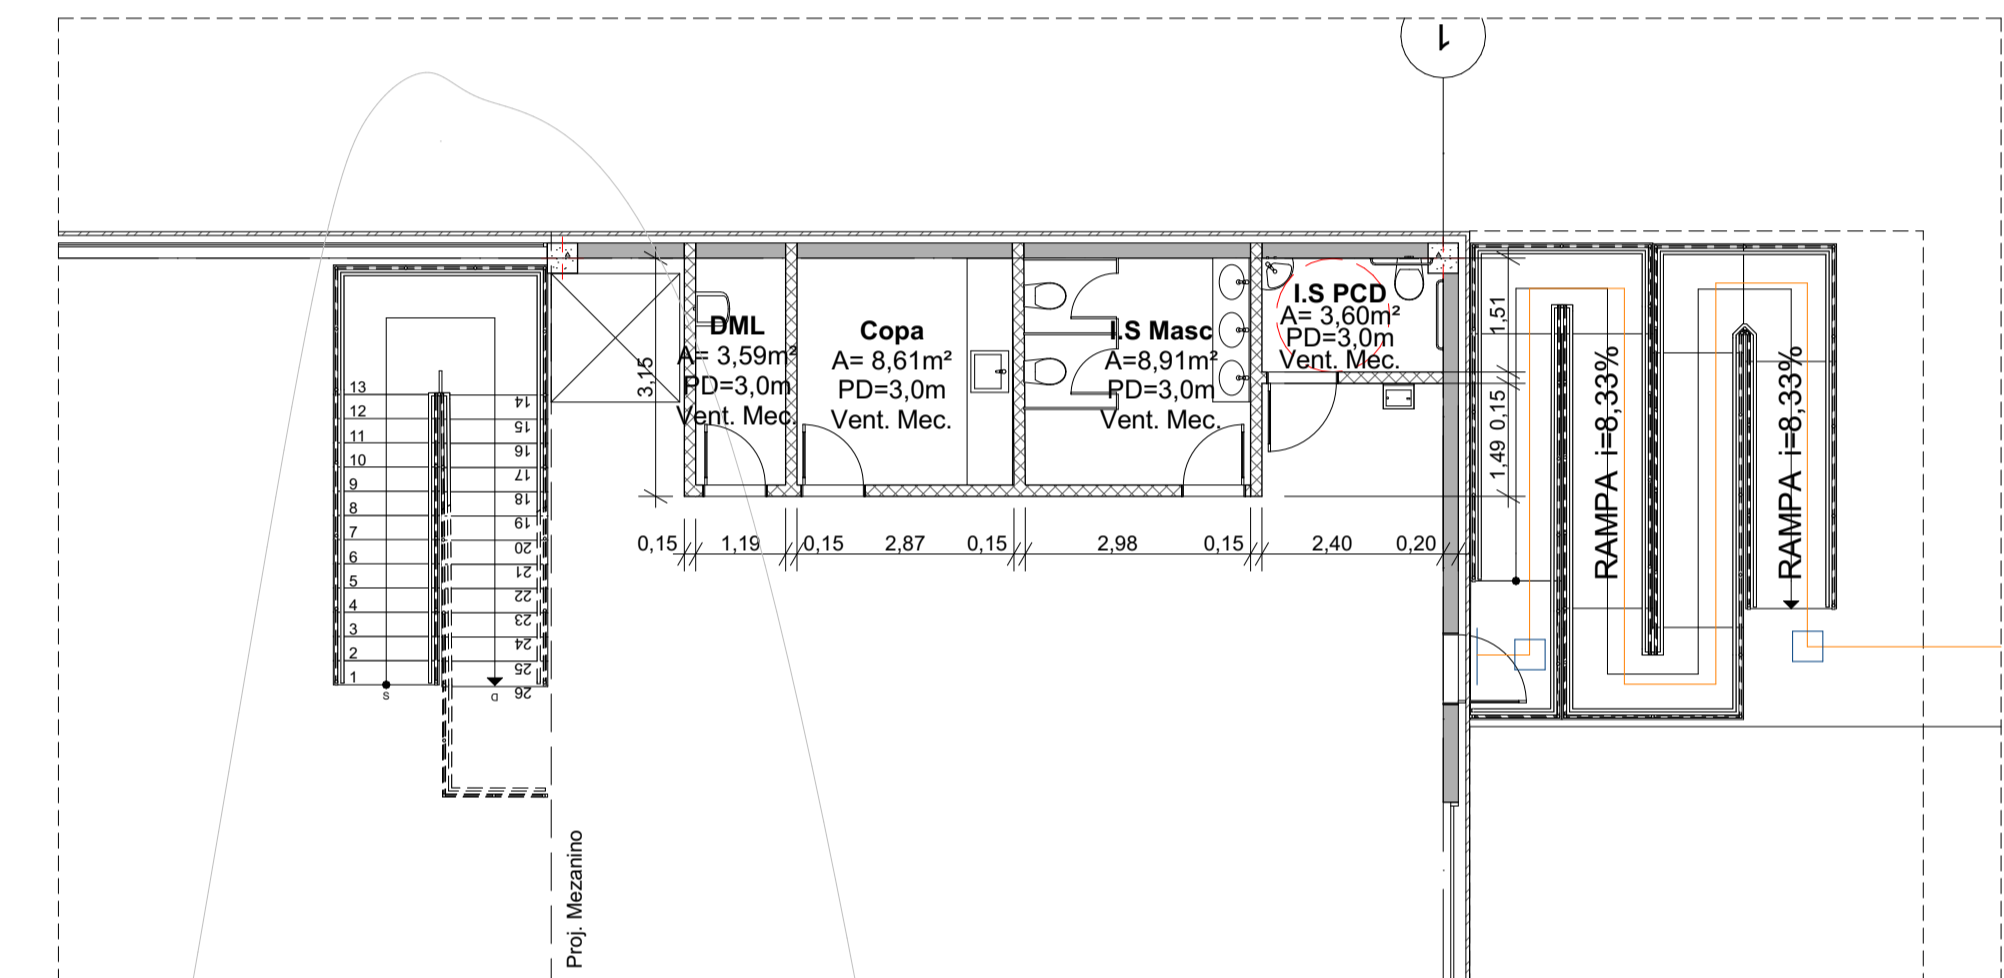 1
DML
A= 3,59m²
PD=3,0m
Vent. Mec.
Copa
A= 8,61m²
PD=3,0m
Vent. Mec.
I.S Masc
A=8,91m²
PD=3,0m
Vent. Mec.
I.S PCD
A= 3,60m²
PD=3,0m
Vent. Mec.
3,15
1,51
0,15
1,49
RAMPA i=8,33%
RAMPA i=8,33%
13
12
11
10
9
8
7
6
5
4
3
2
1
S
14
15
16
17
18
19
20
21
22
23
24
25
26
D
0,15
1,19
0,15
2,87
0,15
2,98
0,15
2,40
0,20
Proj. Mezanino